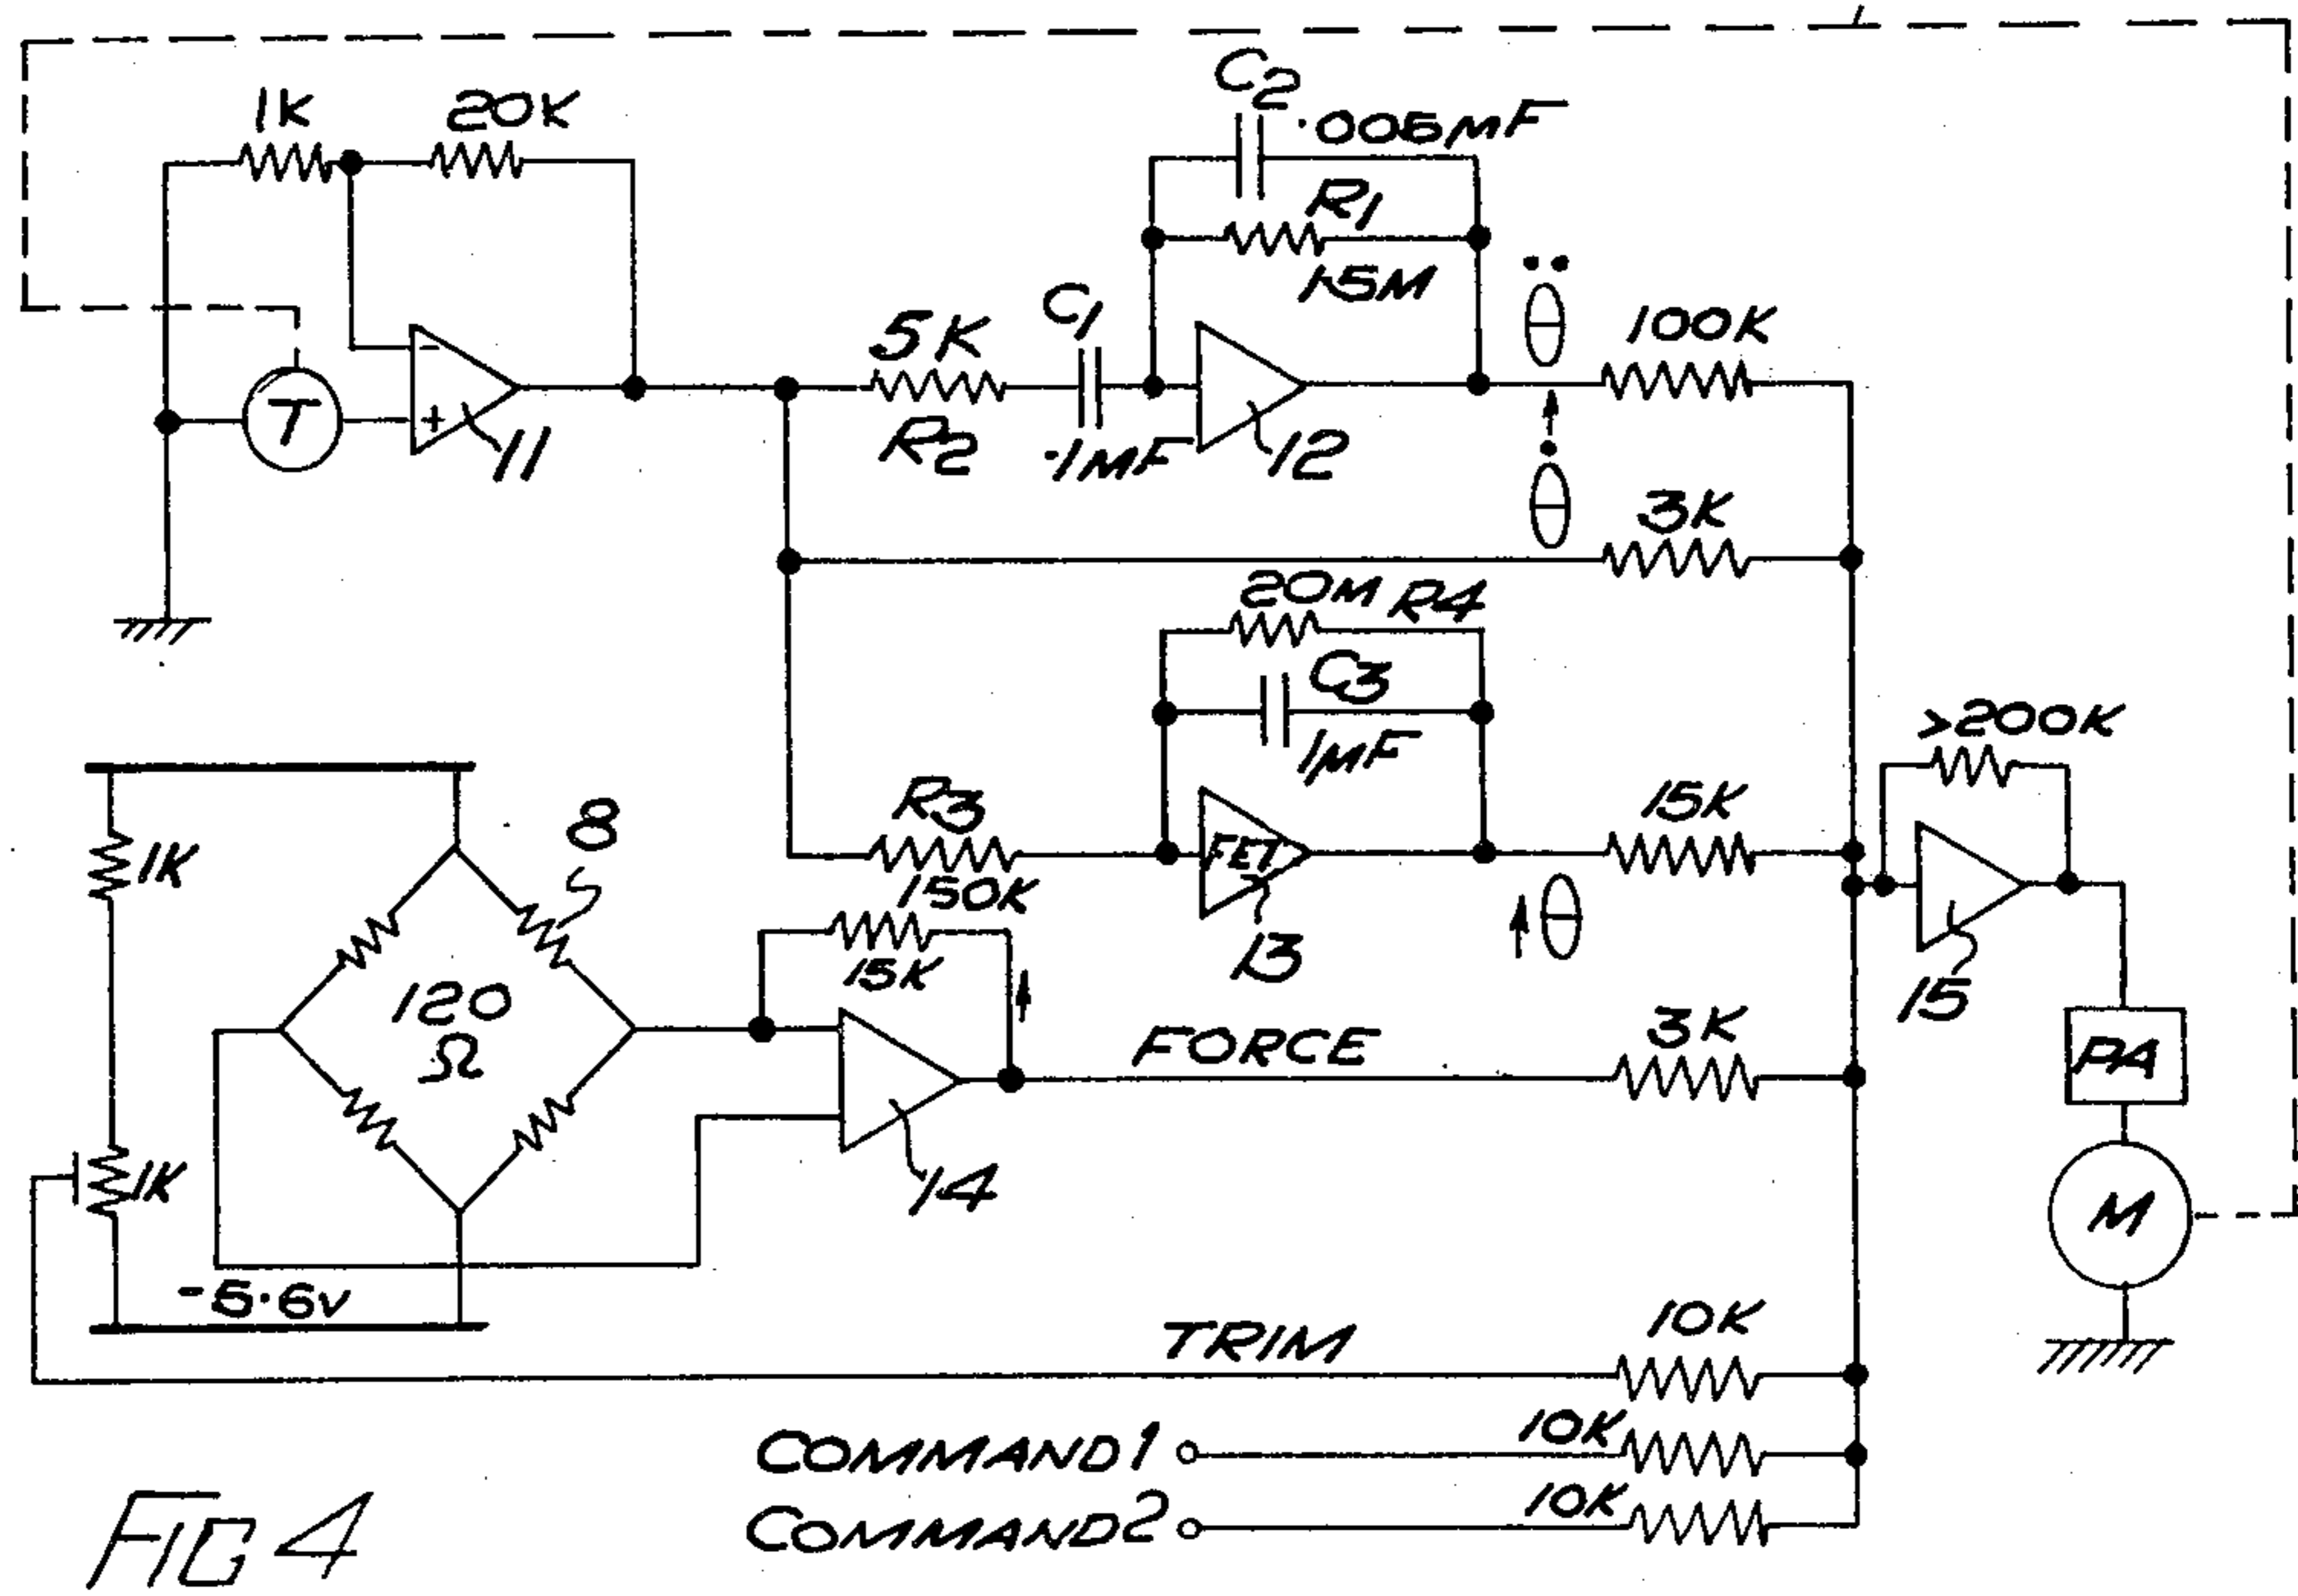 1K 20K
C2
.005MF
R1
1.5M
C1
5K
R2
.1MF
T
-
+
11
12
θ̈
100K
θ̇
3K
20M R4
C3
1MF
R3
150K
FET
13
15K
θ
>200K
15
PA
M
8
1K
120
Ω
15K
14
FORCE
3K
1K
-5.6V
TRIM
10K
COMMAND1
10K
COMMAND2
10K
FIG 4